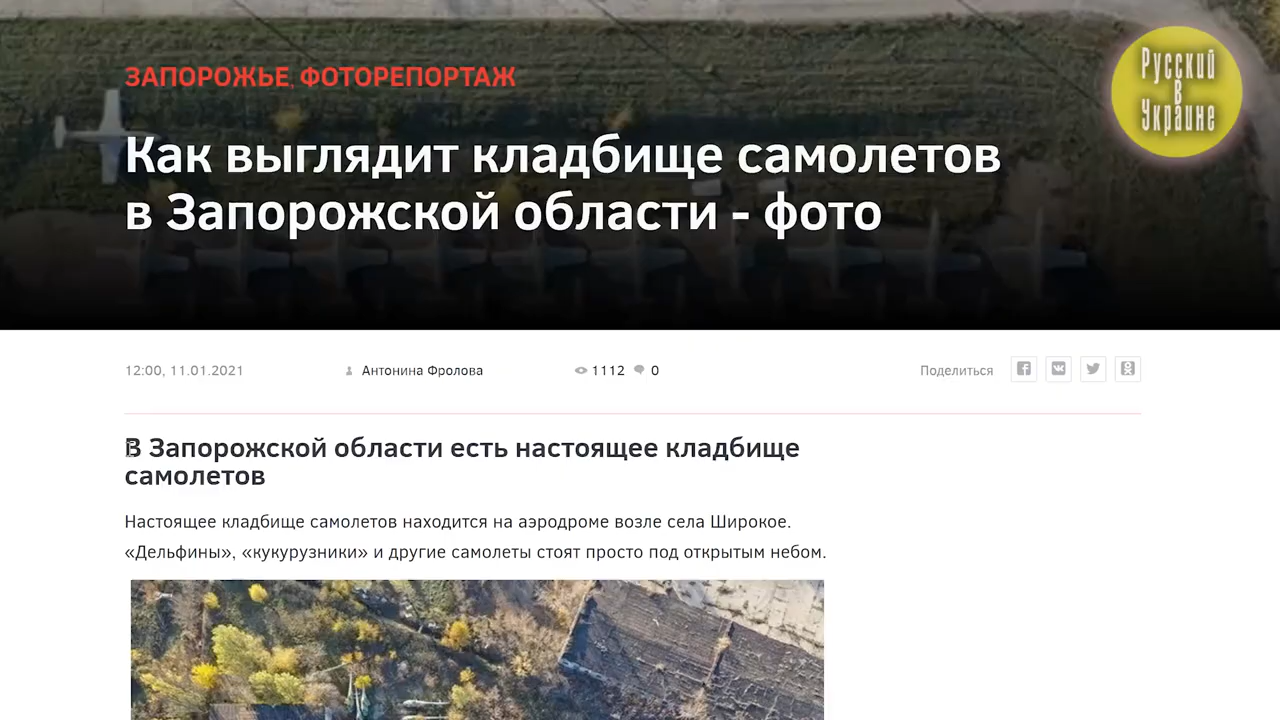 ЗАПОРОЖЬЕ, ФОТОРЕПОРТАЖ
Русский
в
Украине
Как выглядит кладбище самолетов
в Запорожской области - фото
12:00, 11.01.2021
Антонина Фролова
1112
0
Поделиться
В Запорожской области есть настоящее кладбище
самолетов
Настоящее кладбище самолетов находится на аэродроме возле села Широкое.
«Дельфины», «кукурузники» и другие самолеты стоят просто под открытым небом.